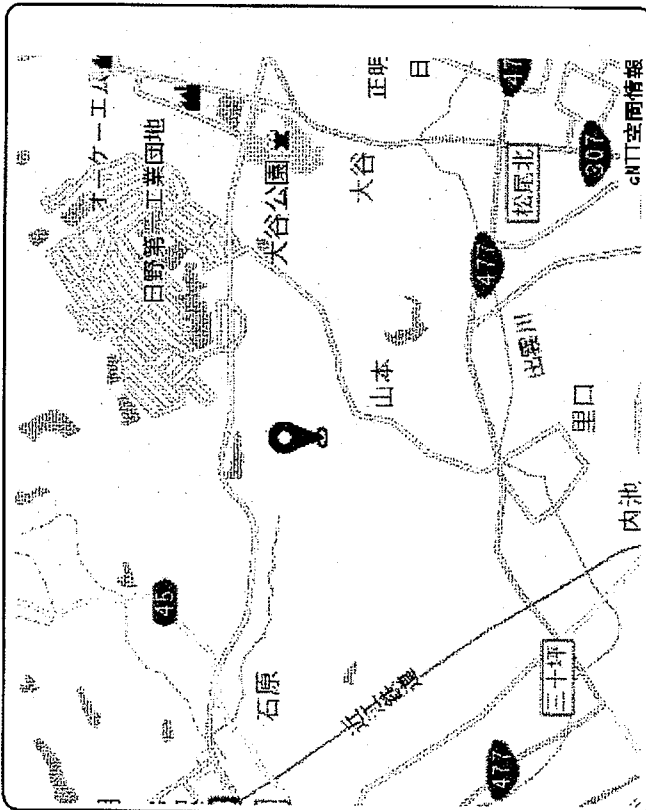 オーケー工
日野第一工業団地
45
石原
大谷公園
大谷
正明
山本
近江鉄道
日
477
477
47
松尾北
出雲川
三十坪
里口
307
内池
NTT空間情報